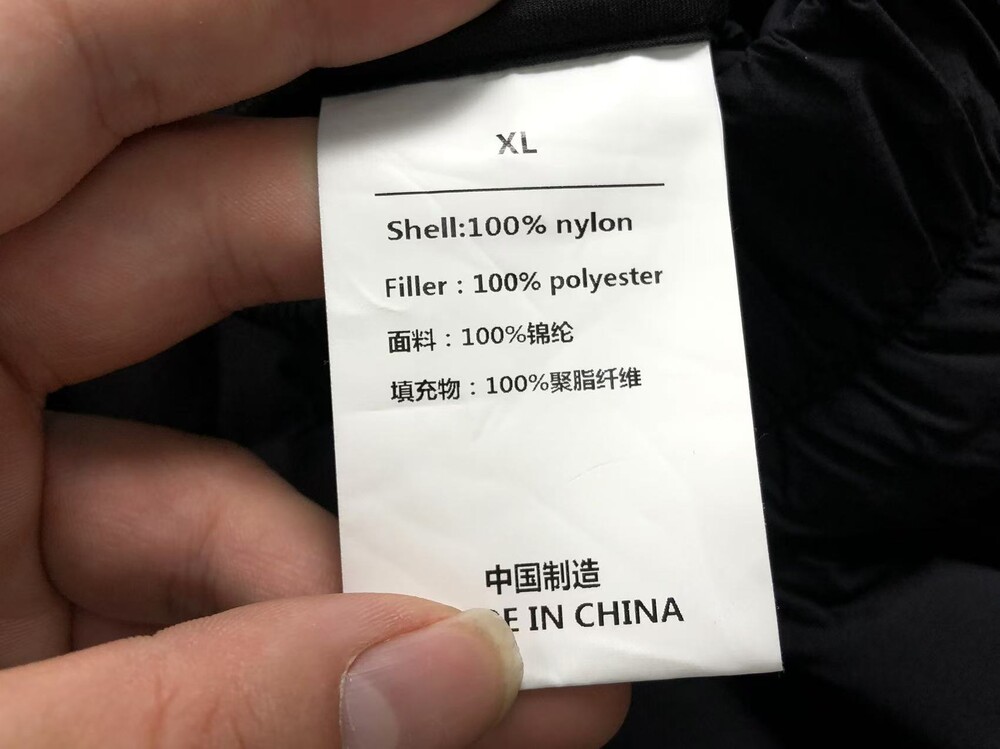 XL
Shell:100% nylon
Filler : 100% polyester
面料：100%锦纶
填充物：100%聚脂纤维
中国制造
IN CHINA